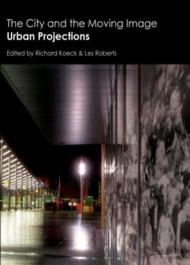 The City and the Moving Image
Urban Projections
Edited by Richard Koeck & Les Roberts